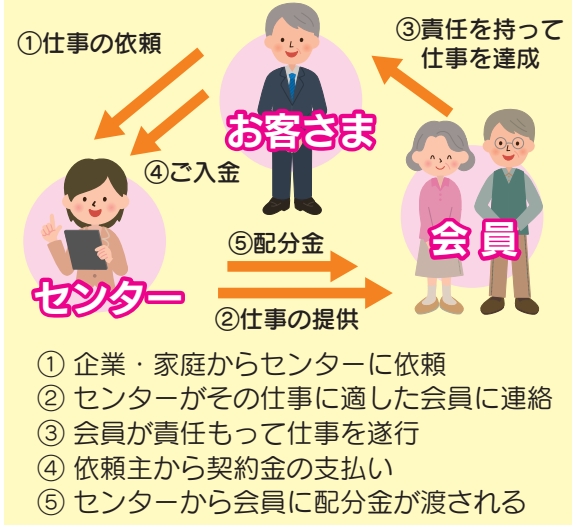 ①仕事の依頼
③責任を持って
仕事を達成
お客さま
④ご入金
⑤配分金
会員
センター
②仕事の提供
① 企業・家庭からセンターに依頼
② センターがその仕事に適した会員に連絡
③ 会員が責任もって仕事を遂行
④ 依頼主から契約金の支払い
⑤ センターから会員に配分金が渡される